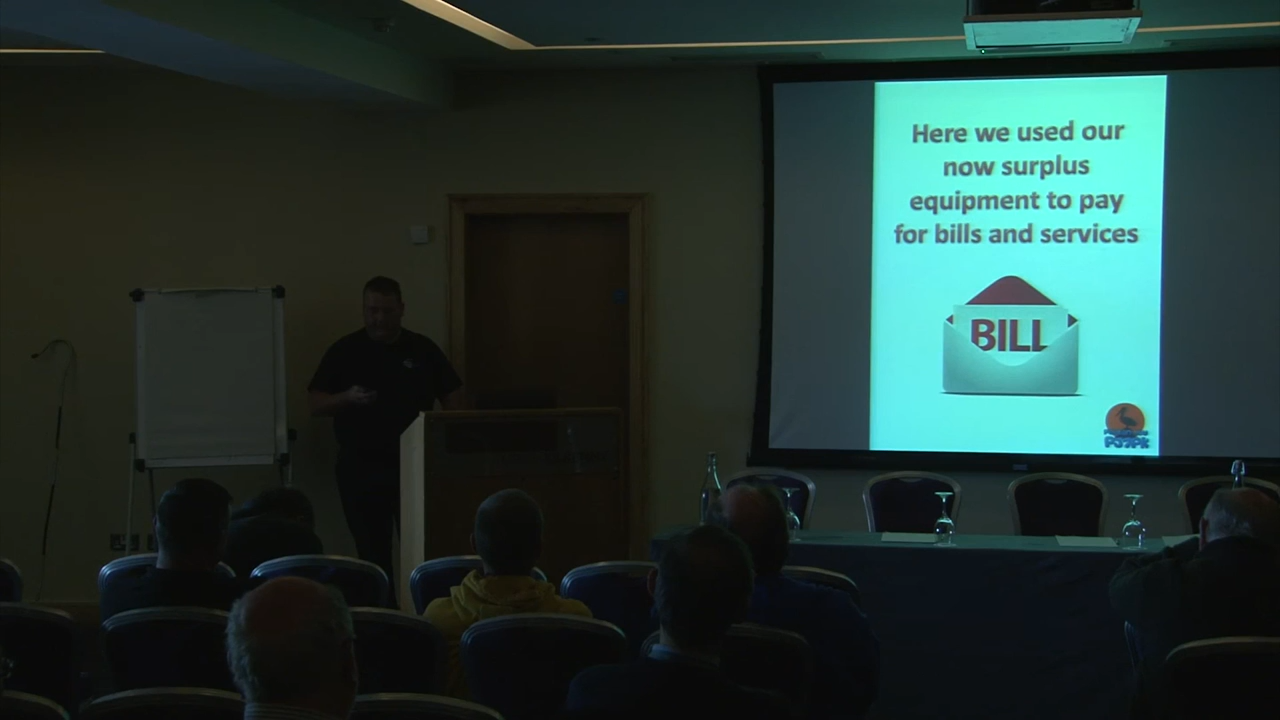 Here we used our
now surplus
equipment to pay
for bills and services
BILL